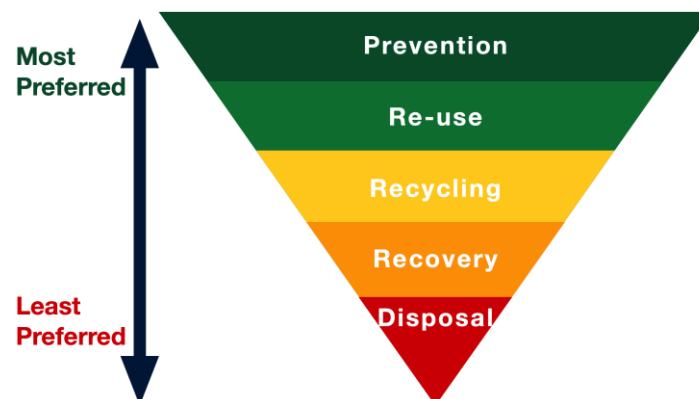 Most
Preferred
Prevention
Re-use
Recycling
Recovery
Disposal
Least
Preferred